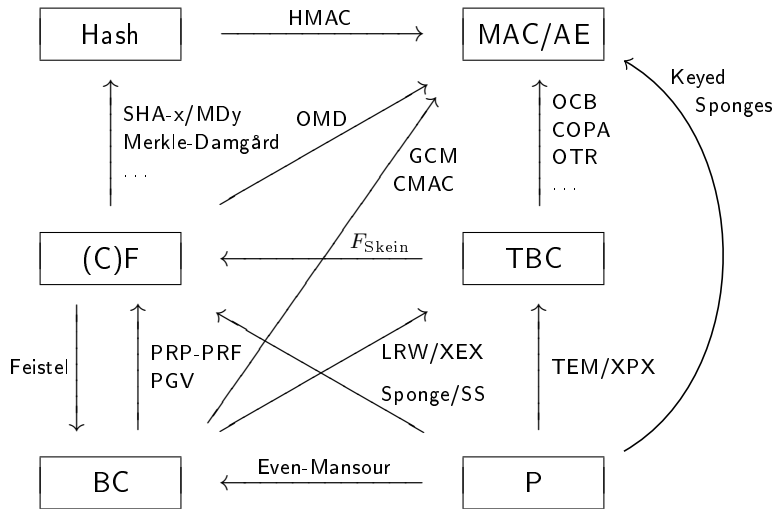 Hash
HMAC
MAC/AE
Keyed
Sponges
SHA-x/MDy
Merkle-Damgård
. . .
OMD
GCM
CMAC
OCB
COPA
OTR
. . .
(C)F
F_Skein
TBC
Feistel
PRP-PRF
PGV
LRW/XEX
Sponge/SS
TEM/XPX
BC
Even-Mansour
P